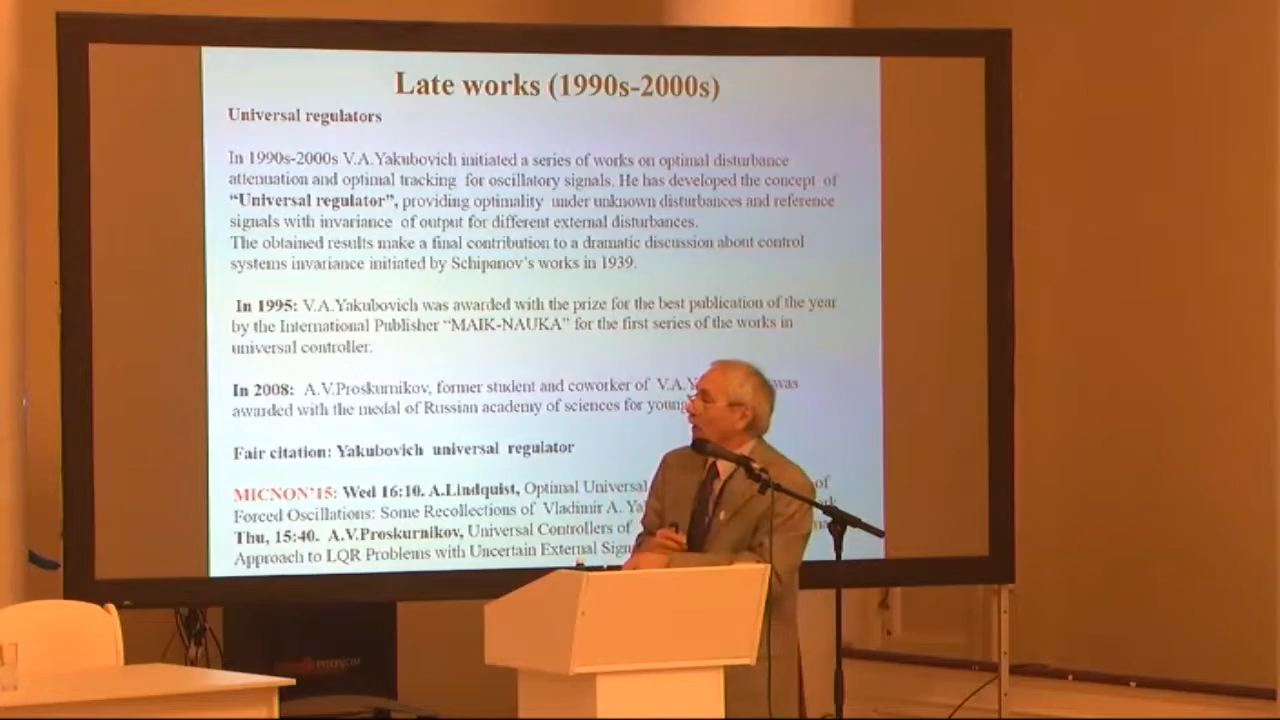 Late works (1990s-2000s)
Universal regulators
In 1990s-2000s V.A.Yakubovich initiated a series of works on optimal disturbance
attenuation and optimal tracking for oscillatory signals. He has developed the concept of
“Universal regulator”, providing optimality under unknown disturbances and reference
signals with invariance of output for different external disturbances.
The obtained results make a final contribution to a dramatic discussion about control
systems invariance initiated by Schipanov’s works in 1939.
In 1995: V.A.Yakubovich was awarded with the prize for the best publication of the year
by the International Publisher “MAIK-NAUKA” for the first series of the works in
universal controller.
In 2008: A.V.Proskurnikov, former student and coworker of V.A.Y was
awarded with the medal of Russian academy of sciences for young
Fair citation: Yakubovich universal regulator
MICNON’15: Wed 16:10. A.Lindquist, Optimal Universal of
Forced Oscillations: Some Recollections of Vladimir A. Ya
Thu, 15:40. A.V.Proskurnikov, Universal Controllers of
Approach to LQR Problems with Uncertain External Sign